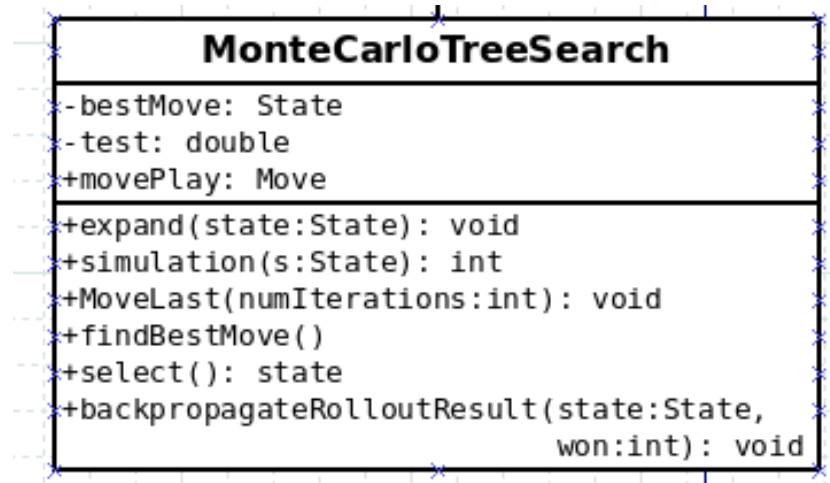 MonteCarloTreeSearch
-bestMove: State
-test: double
+movePlay: Move
+expand(state:State): void
+simulation(s:State): int
+MoveLast(numIterations:int): void
+findBestMove()
+select(): state
+backpropagateRolloutResult(state:State,
won:int): void